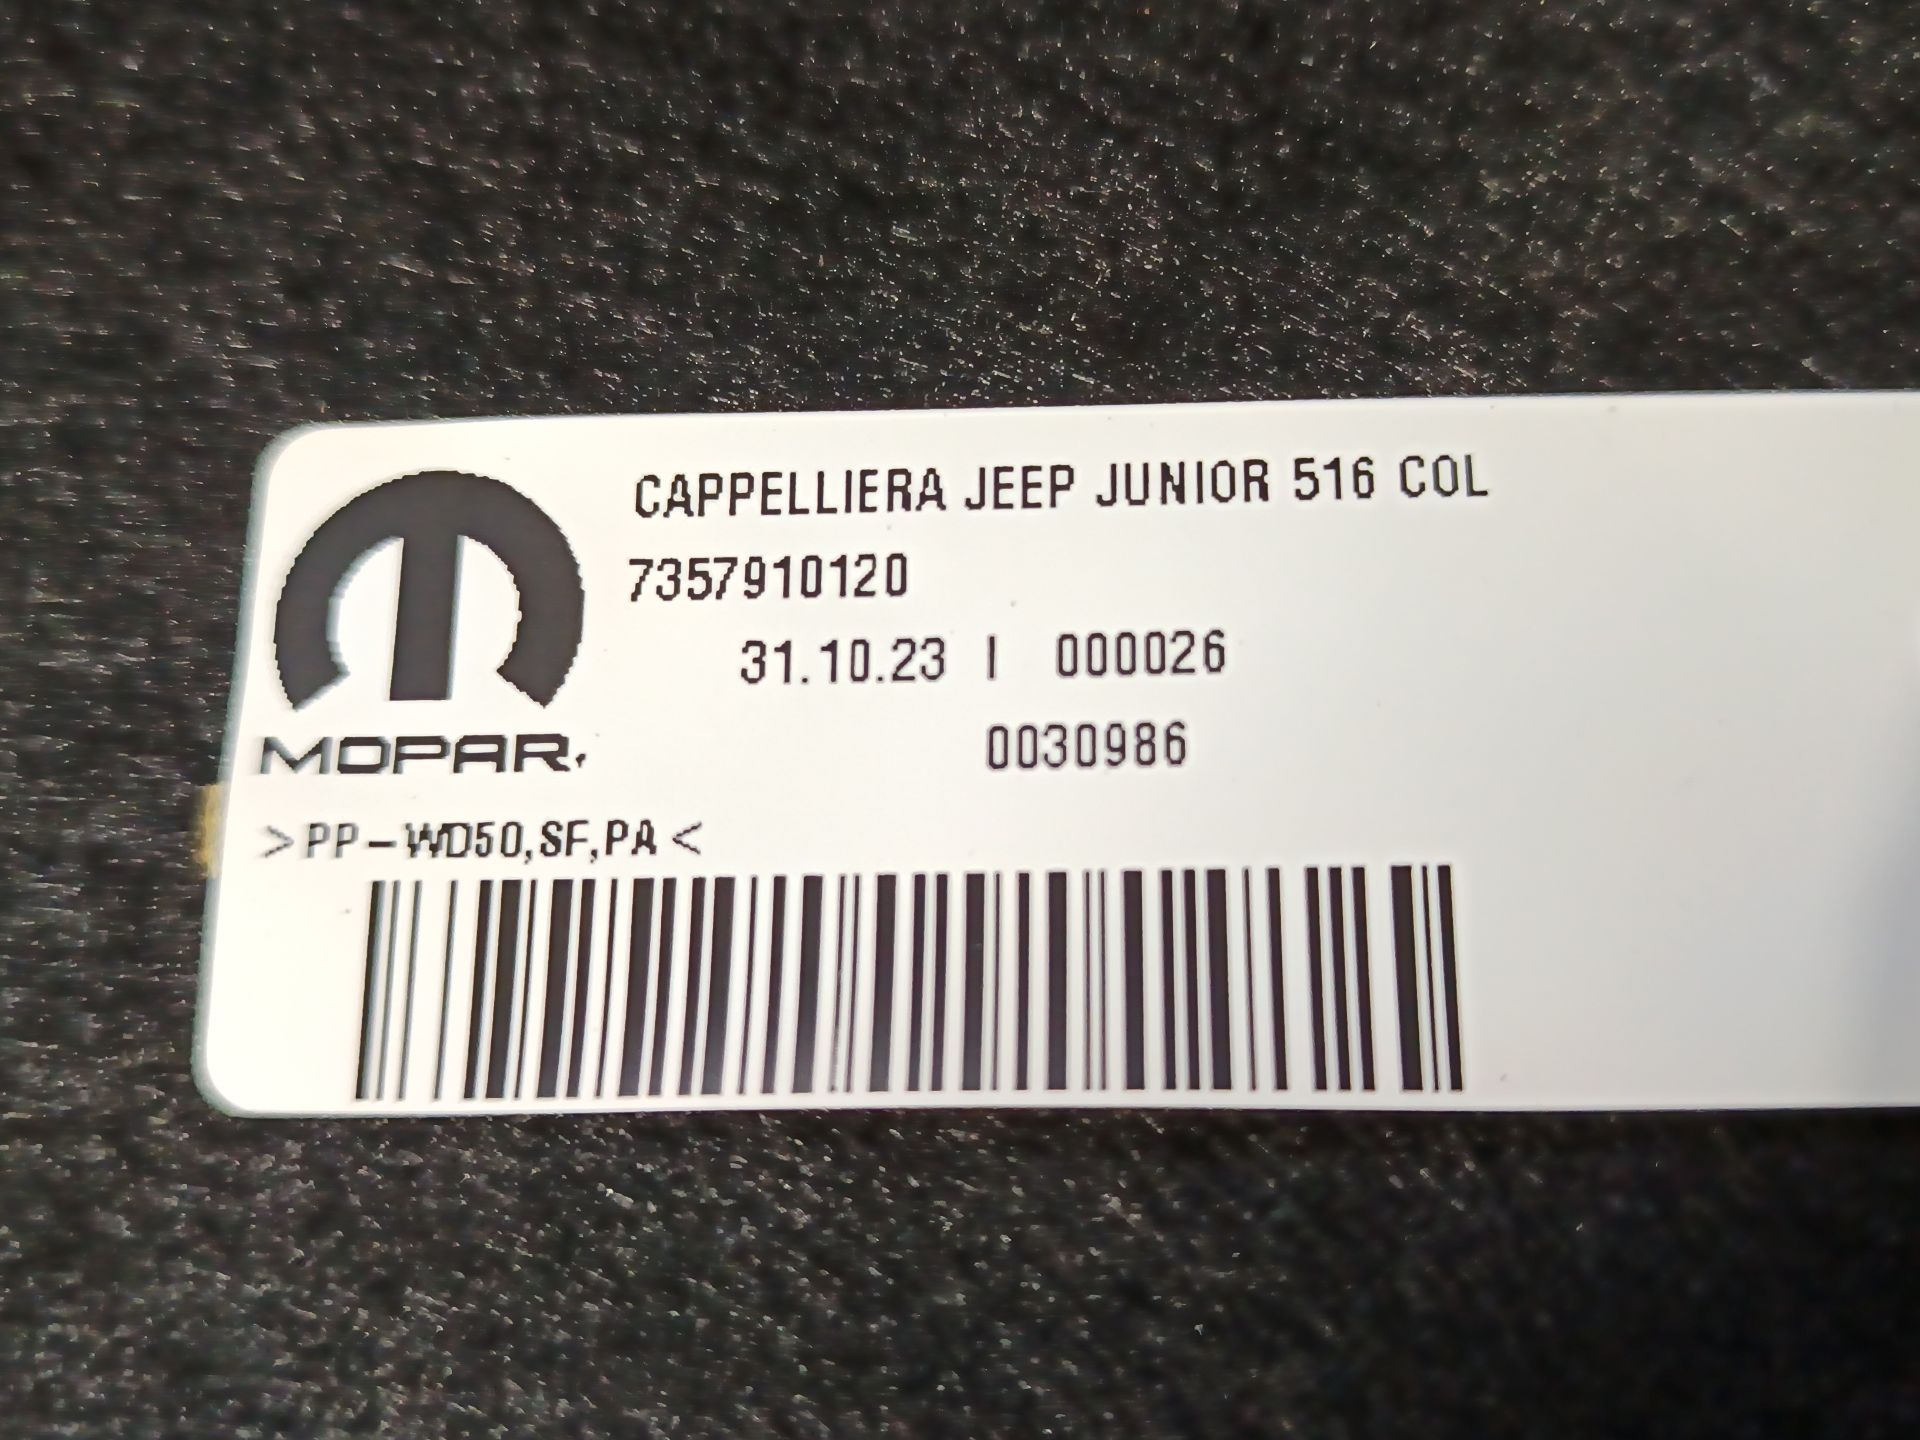 CAPPELLIERA JEEP JUNIOR 516 COL
7357910120
31.10.23 | 000026
0030986
MOPAR.
>PP-WD50,SF,PA<